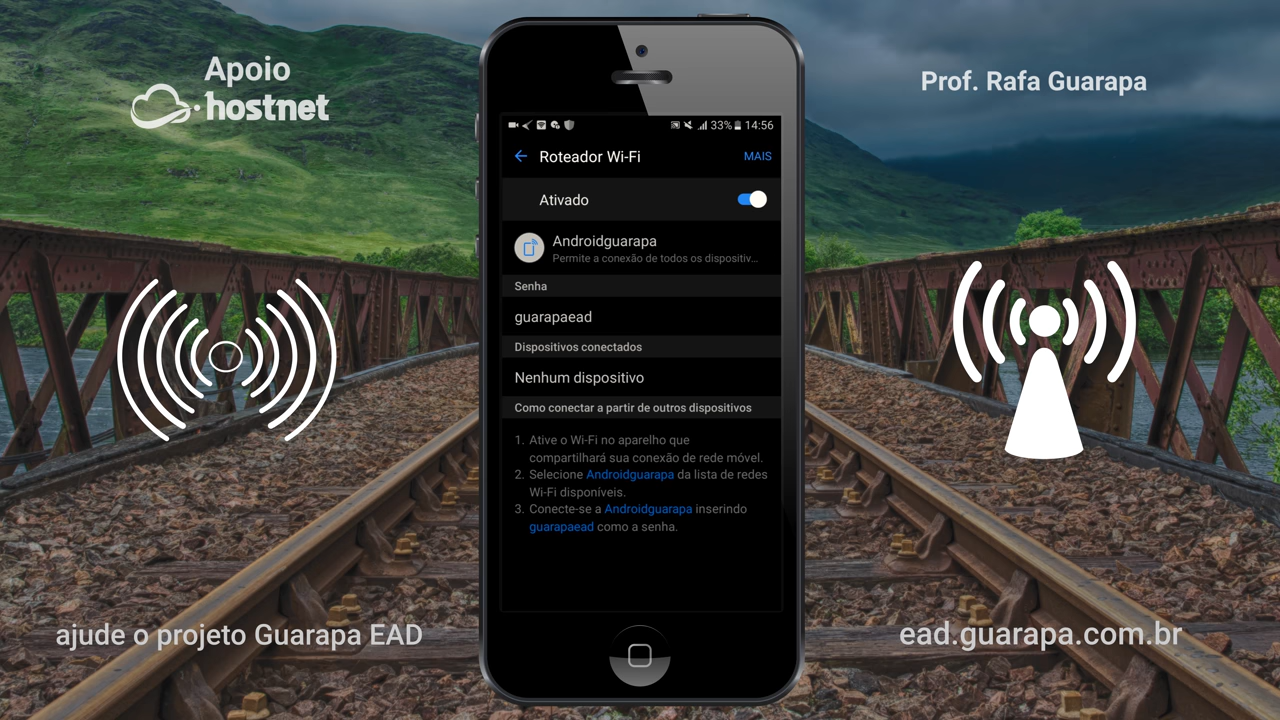 Apoio
hostnet
Prof. Rafa Guarapa
33% 14:56
Roteador Wi-Fi
MAIS
Ativado
Androidguarapa
Permite a conexão de todos os dispositiv...
Senha
guarapaead
Dispositivos conectados
Nenhum dispositivo
Como conectar a partir de outros dispositivos
1. Ative o Wi-Fi no aparelho que
compartilhará sua conexão de rede móvel.
2. Selecione Androidguarapa da lista de redes
Wi-Fi disponíveis.
3. Conecte-se a Androidguarapa inserindo
guarapaead como a senha.
ajude o projeto Guarapa EAD
ead.guarapa.com.br